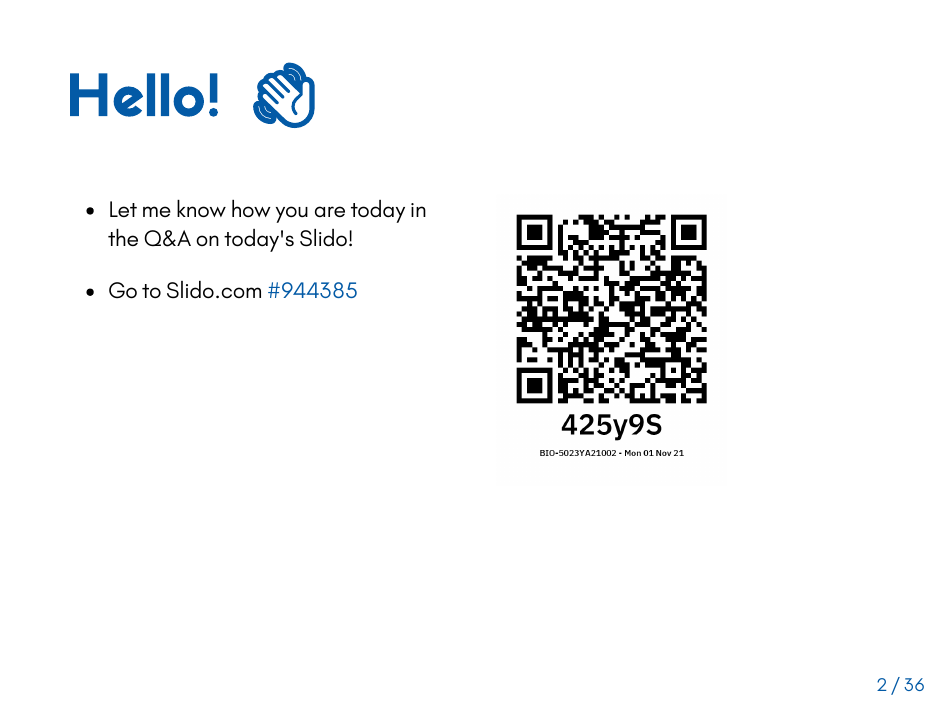 Hello!
Let me know how you are today in
the Q&A on today's Slido!
Go to Slido.com #944385
425y9S
BIO-5023YA21002 - Mon 01 Nov 21
2 / 36